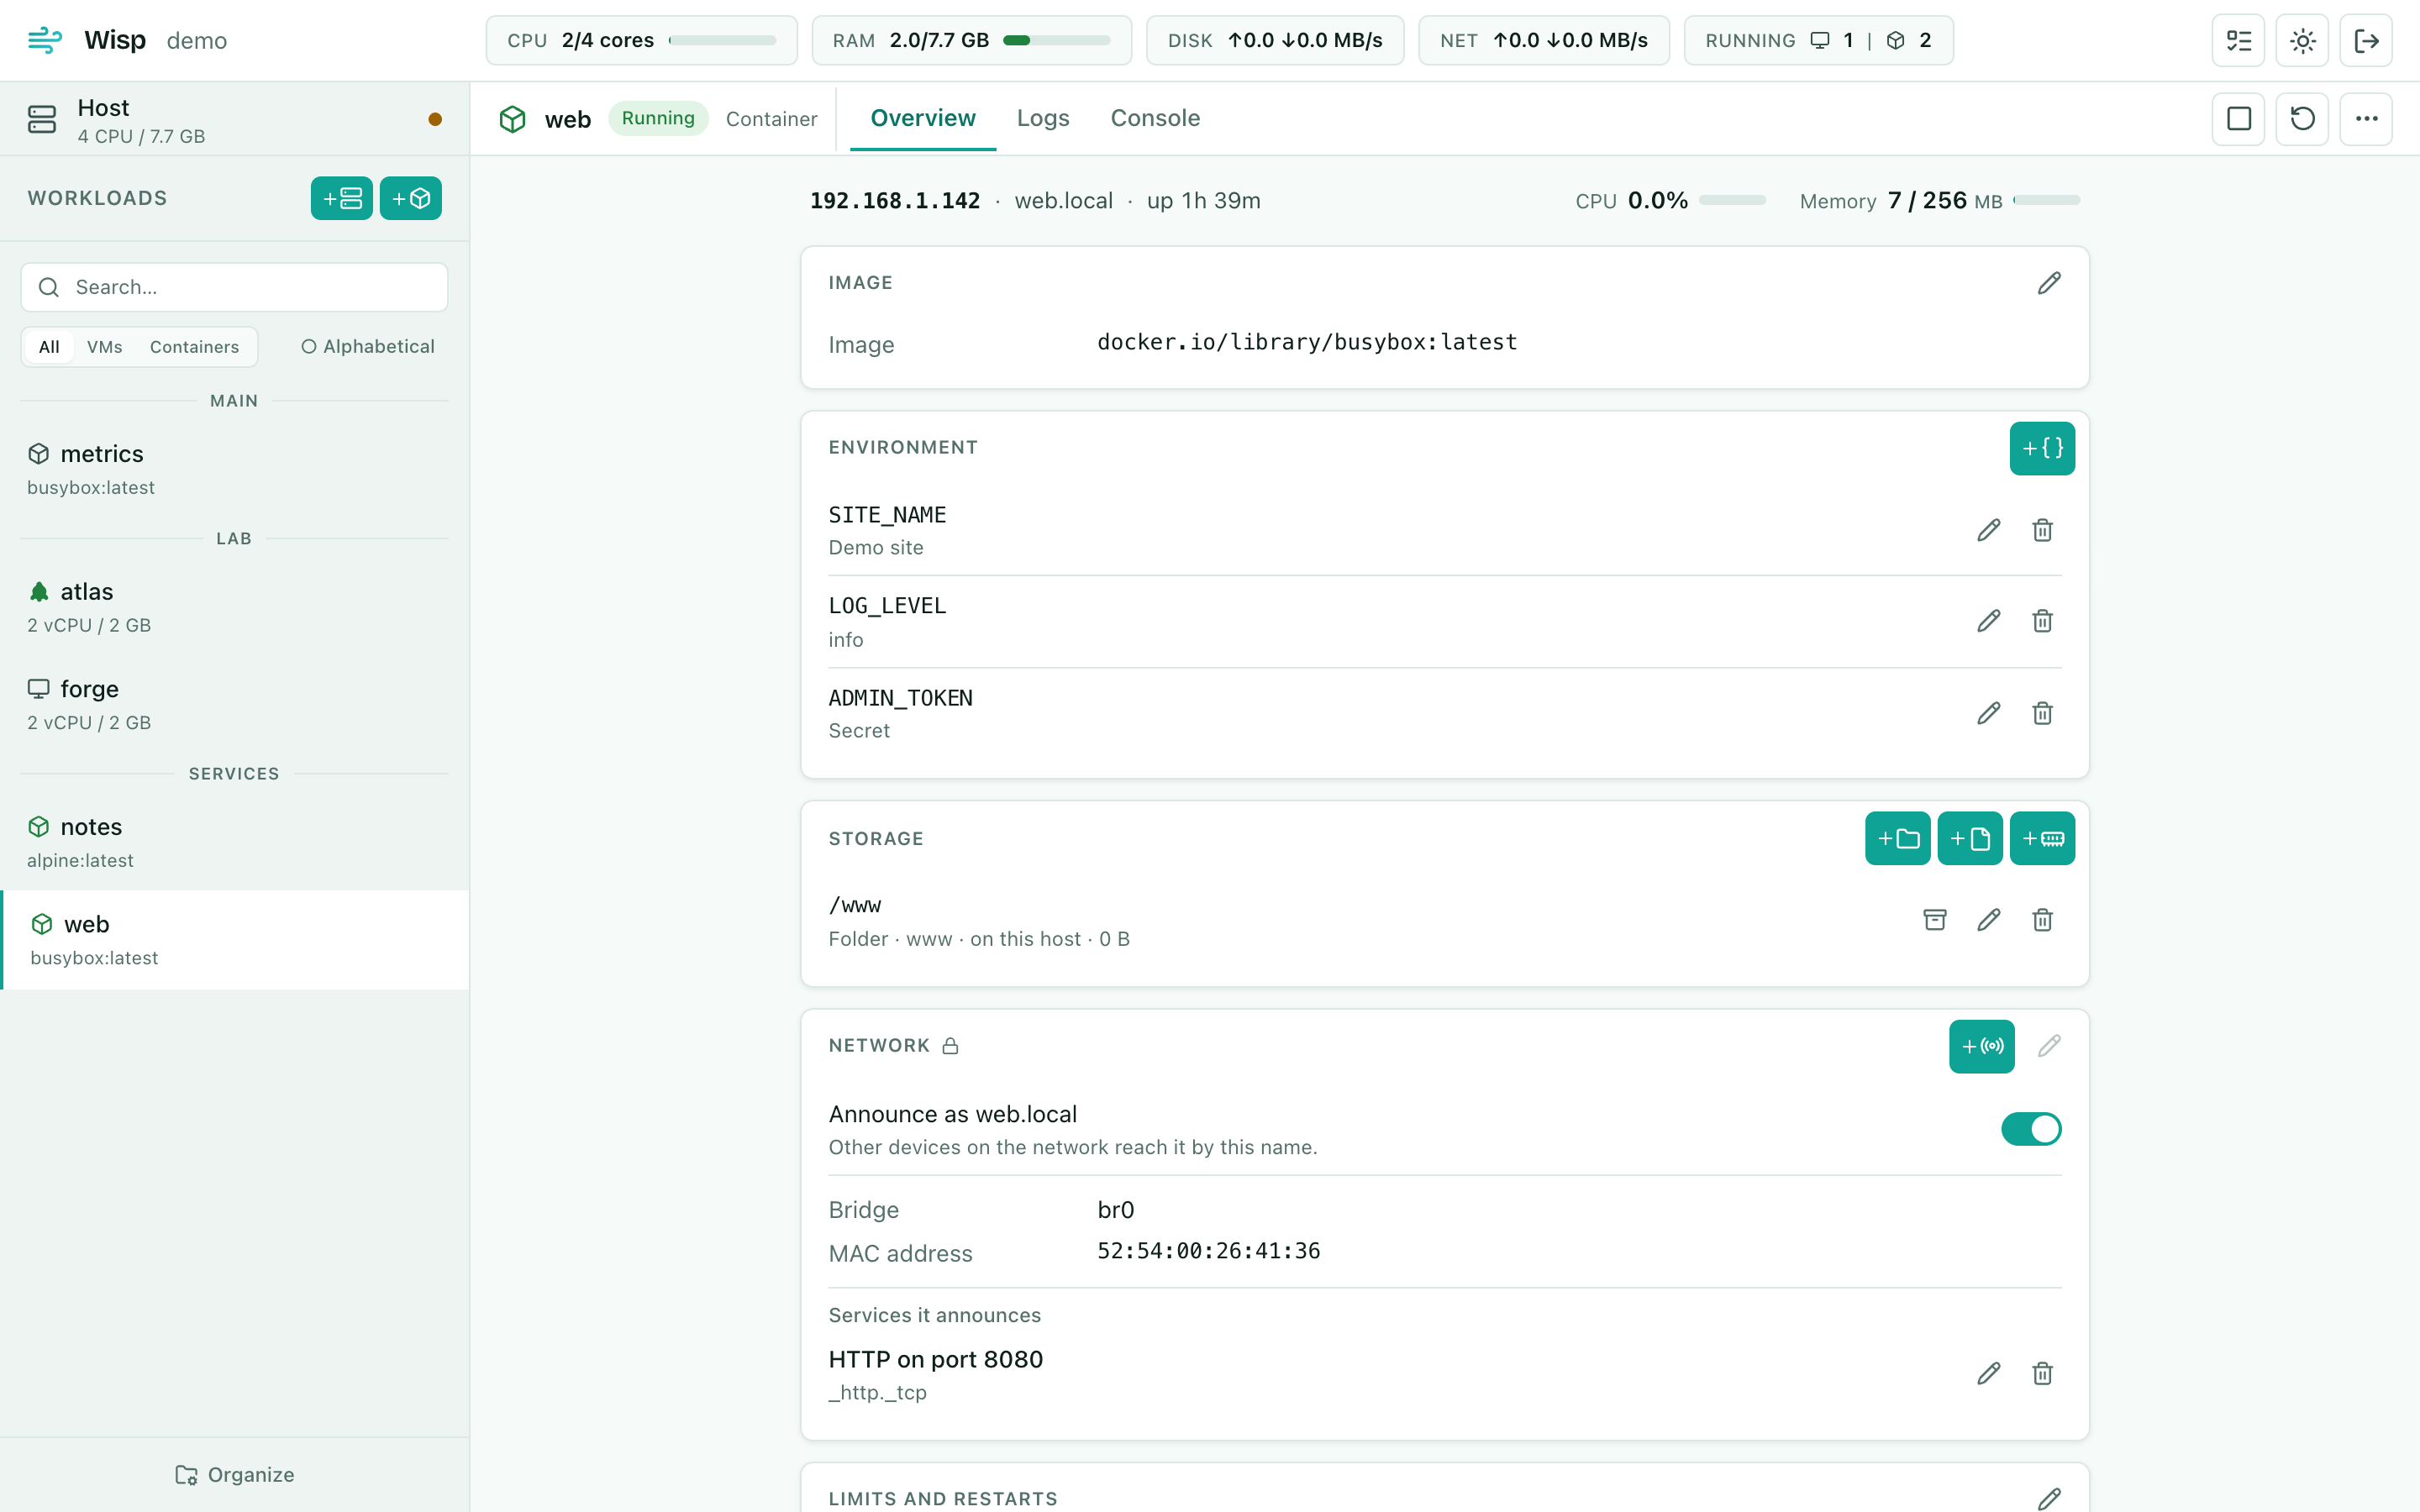 Wisp demo
CPU 2/4 cores
RAM 2.0/7.7 GB
DISK ↑0.0 ↓0.0 MB/s
NET ↑0.0 ↓0.0 MB/s
RUNNING 1 | 2
Host
4 CPU / 7.7 GB
WORKLOADS
+ +
Search...
All VMs Containers Alphabetical
MAIN
metrics
busybox:latest
LAB
atlas
2 vCPU / 2 GB
forge
2 vCPU / 2 GB
SERVICES
notes
alpine:latest
web
busybox:latest
Organize
web Running Container
Overview Logs Console
192.168.1.142 · web.local · up 1h 39m
CPU 0.0% Memory 7 / 256 MB
IMAGE
Image docker.io/library/busybox:latest
ENVIRONMENT
+{}
SITE_NAME
Demo site
LOG_LEVEL
info
ADMIN_TOKEN
Secret
STORAGE
+ + +
/www
Folder · www · on this host · 0 B
NETWORK
+
Announce as web.local
Other devices on the network reach it by this name.
Bridge br0
MAC address 52:54:00:26:41:36
Services it announces
HTTP on port 8080
_http._tcp
LIMITS AND RESTARTS